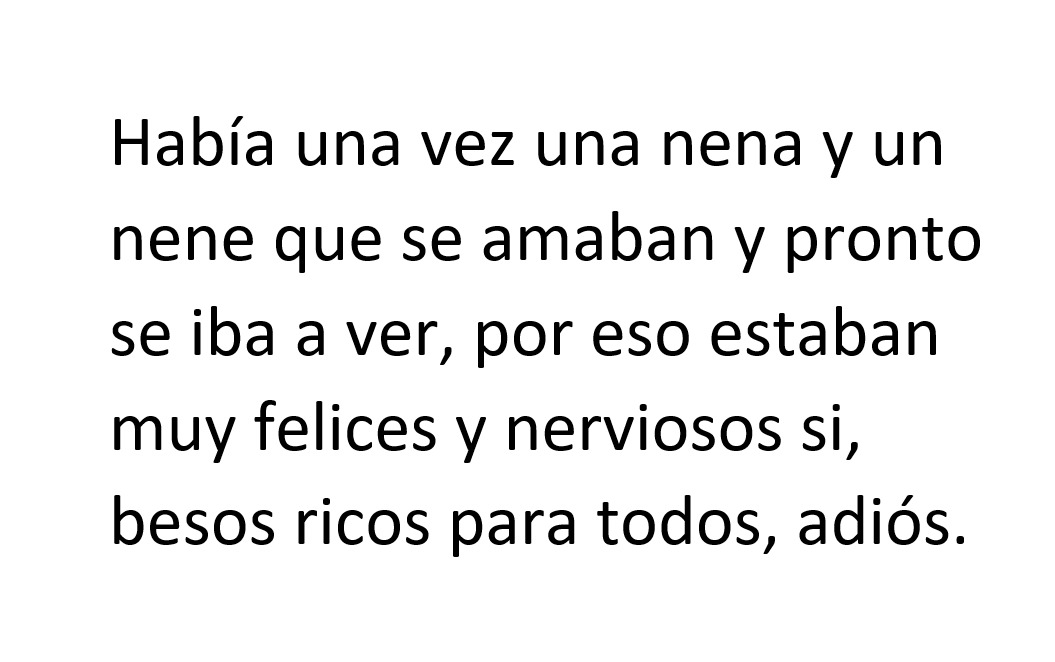 Había una vez una nena y un
nene que se amaban y pronto
se iba a ver, por eso estaban
muy felices y nerviosos si,
besos ricos para todos, adiós.